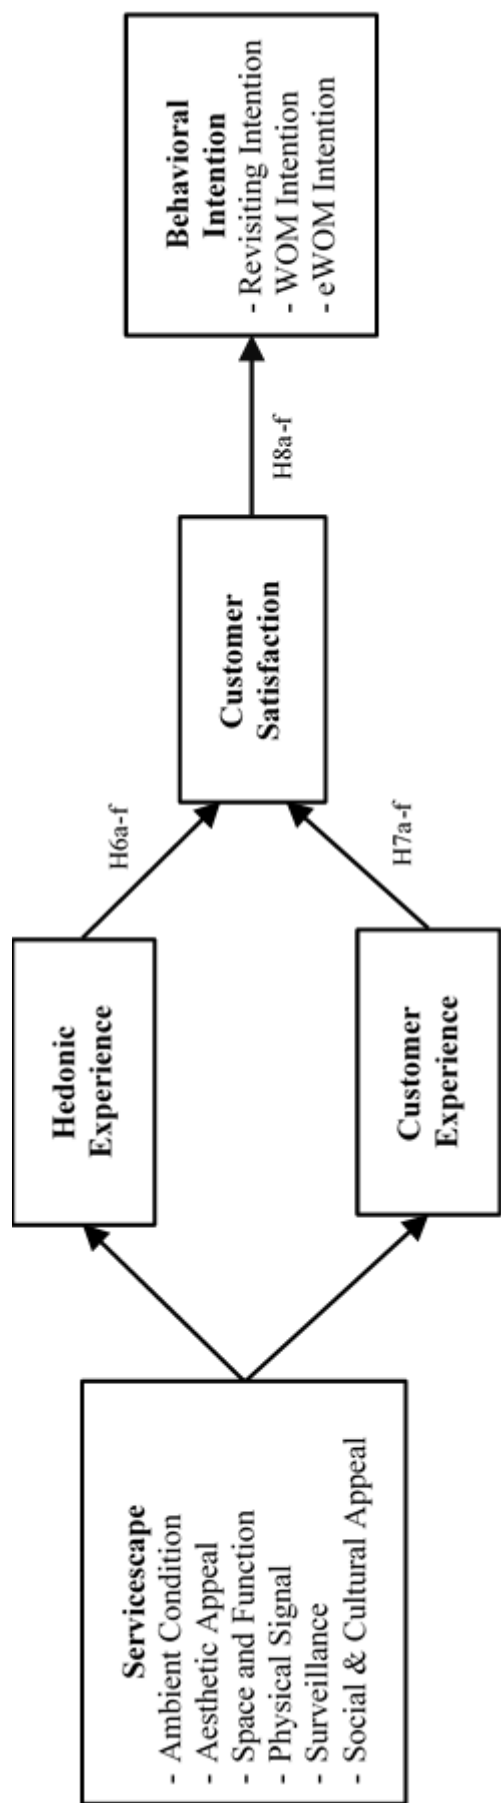 Servicescape
- Ambient Condition
- Aesthetic Appeal
- Space and Function
- Physical Signal
- Surveillance
- Social & Cultural Appeal
Hedonic
Experience
Customer
Experience
H6a-f
H7a-f
Customer
Satisfaction
H8a-f
Behavioral
Intention
- Revisiting Intention
- WOM Intention
- eWOM Intention